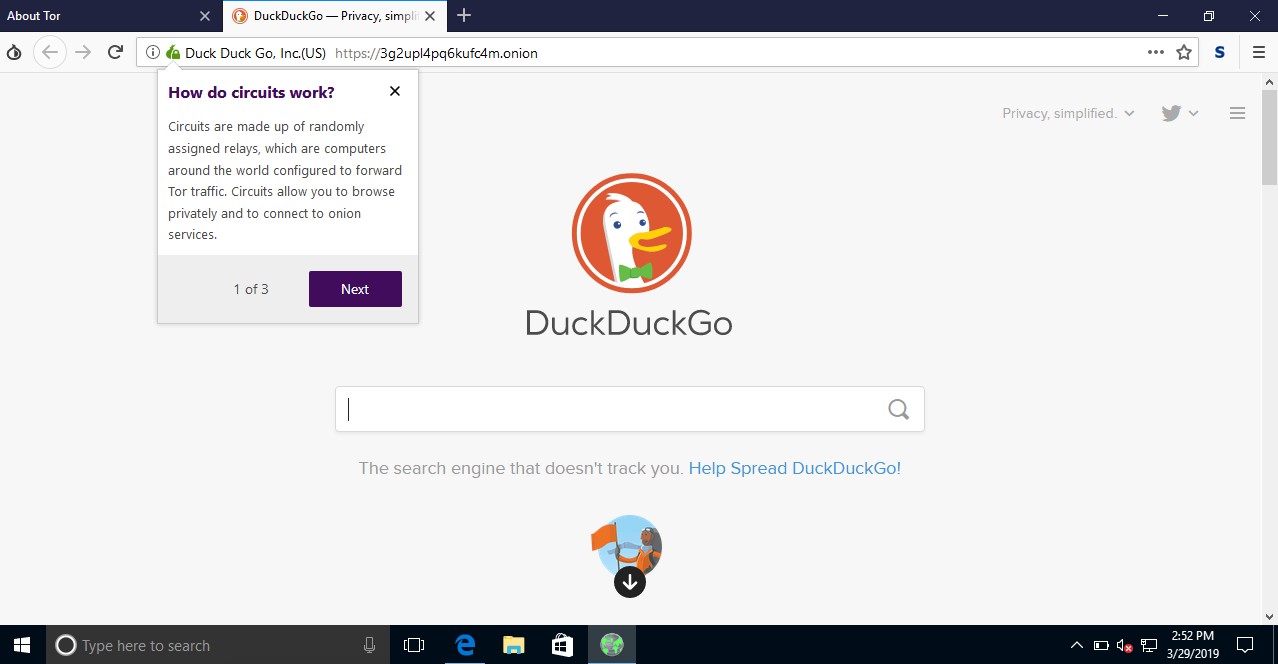 About Tor
DuckDuckGo — Privacy, simplifi
Duck Duck Go, Inc.(US) https://3g2upl4pq6kufc4m.onion
S
How do circuits work?
Circuits are made up of randomly
assigned relays, which are computers
around the world configured to forward
Tor traffic. Circuits allow you to browse
privately and to connect to onion
services.
1 of 3
Next
Privacy, simplified.
DuckDuckGo
The search engine that doesn't track you. Help Spread DuckDuckGo!
Type here to search
2:52 PM
3/29/2019